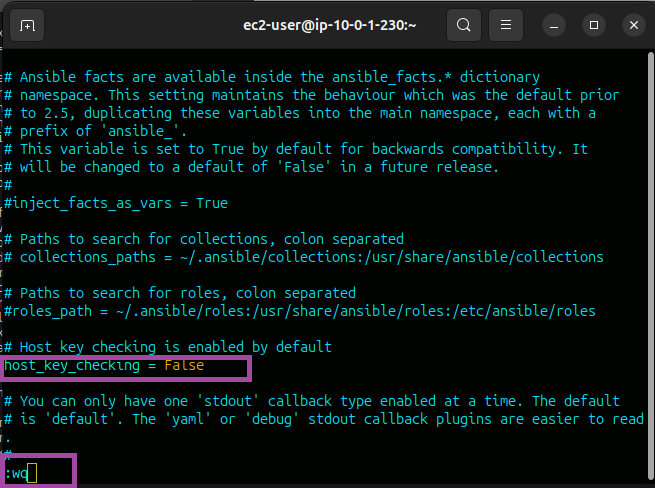 ec2-user@ip-10-0-1-230:~
# Ansible facts are available inside the ansible_facts.* dictionary
# namespace. This setting maintains the behaviour which was the default prior
# to 2.5, duplicating these variables into the main namespace, each with a
# prefix of 'ansible_'.
# This variable is set to True by default for backwards compatibility. It
# will be changed to a default of 'False' in a future release.
#
#inject_facts_as_vars = True
# Paths to search for collections, colon separated
# collections_paths = ~/.ansible/collections:/usr/share/ansible/collections
# Paths to search for roles, colon separated
#roles_path = ~/.ansible/roles:/usr/share/ansible/roles:/etc/ansible/roles
# Host key checking is enabled by default
host_key_checking = False
# You can only have one 'stdout' callback type enabled at a time. The default
# is 'default'. The 'yaml' or 'debug' stdout callback plugins are easier to read
.
#
:wq